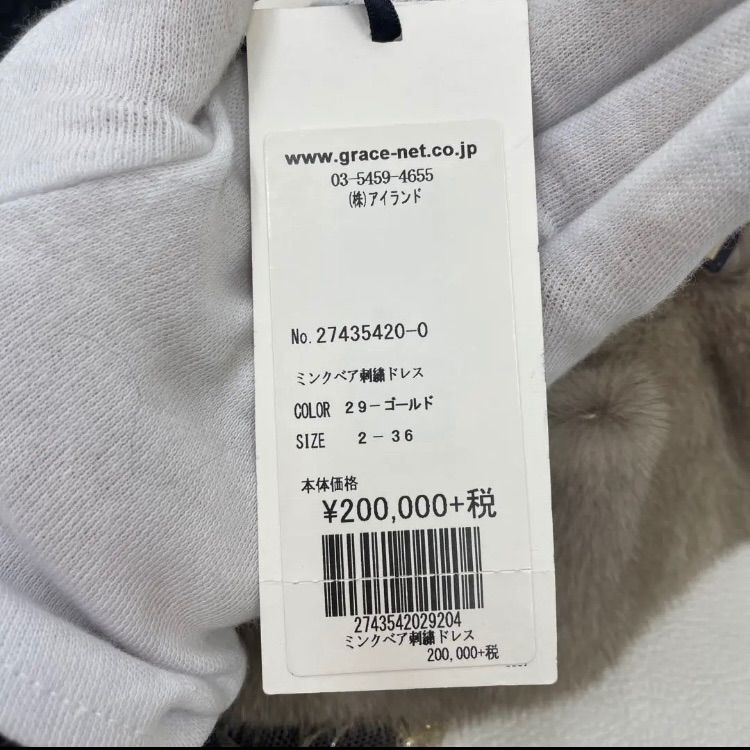 www.grace-net.co.jp
03-5459-4655
(株)アイランド
No. 27435420-0
ミンクベア刺繍ドレス
COLOR 29-ゴールド
SIZE 2-36
本体価格
¥200,000+税
2743542029204
ミンクベア刺繍ドレス
200,000+税